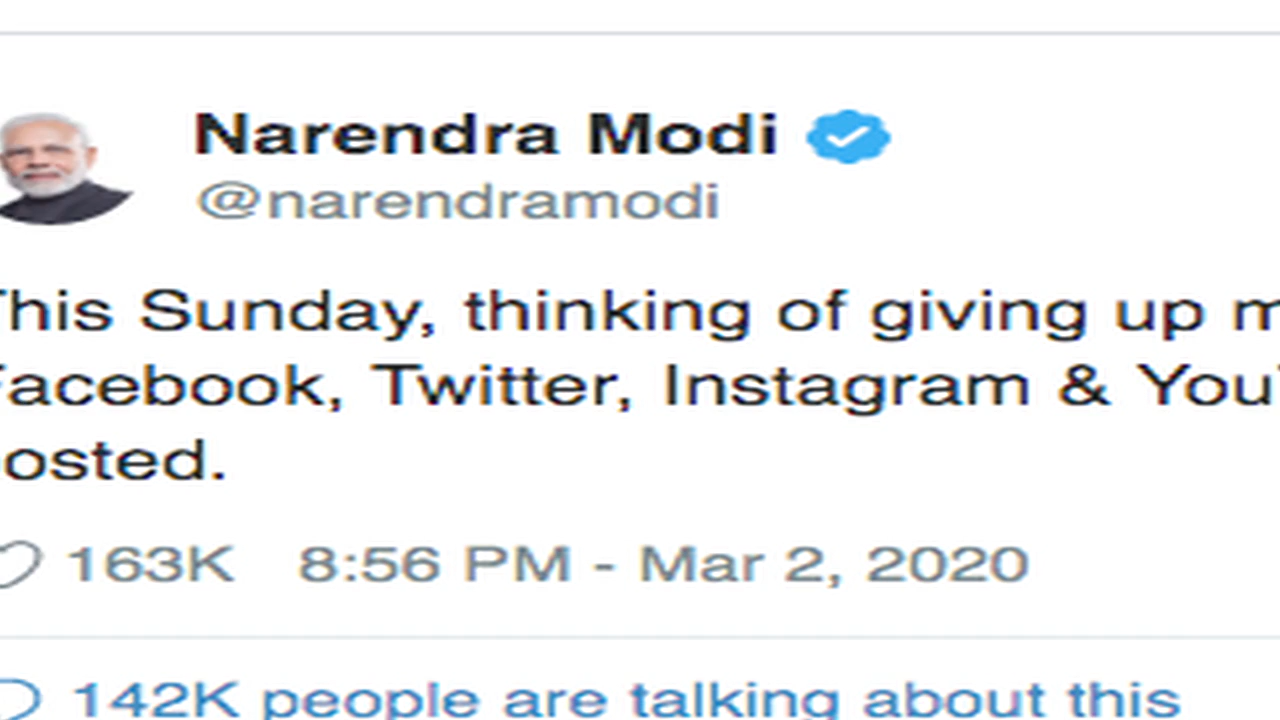 Narendra Modi
@narendramodi
This Sunday, thinking of giving up
Facebook, Twitter, Instagram & You
osted.
163K 8:56 PM - Mar 2, 2020
142K people are talking about this